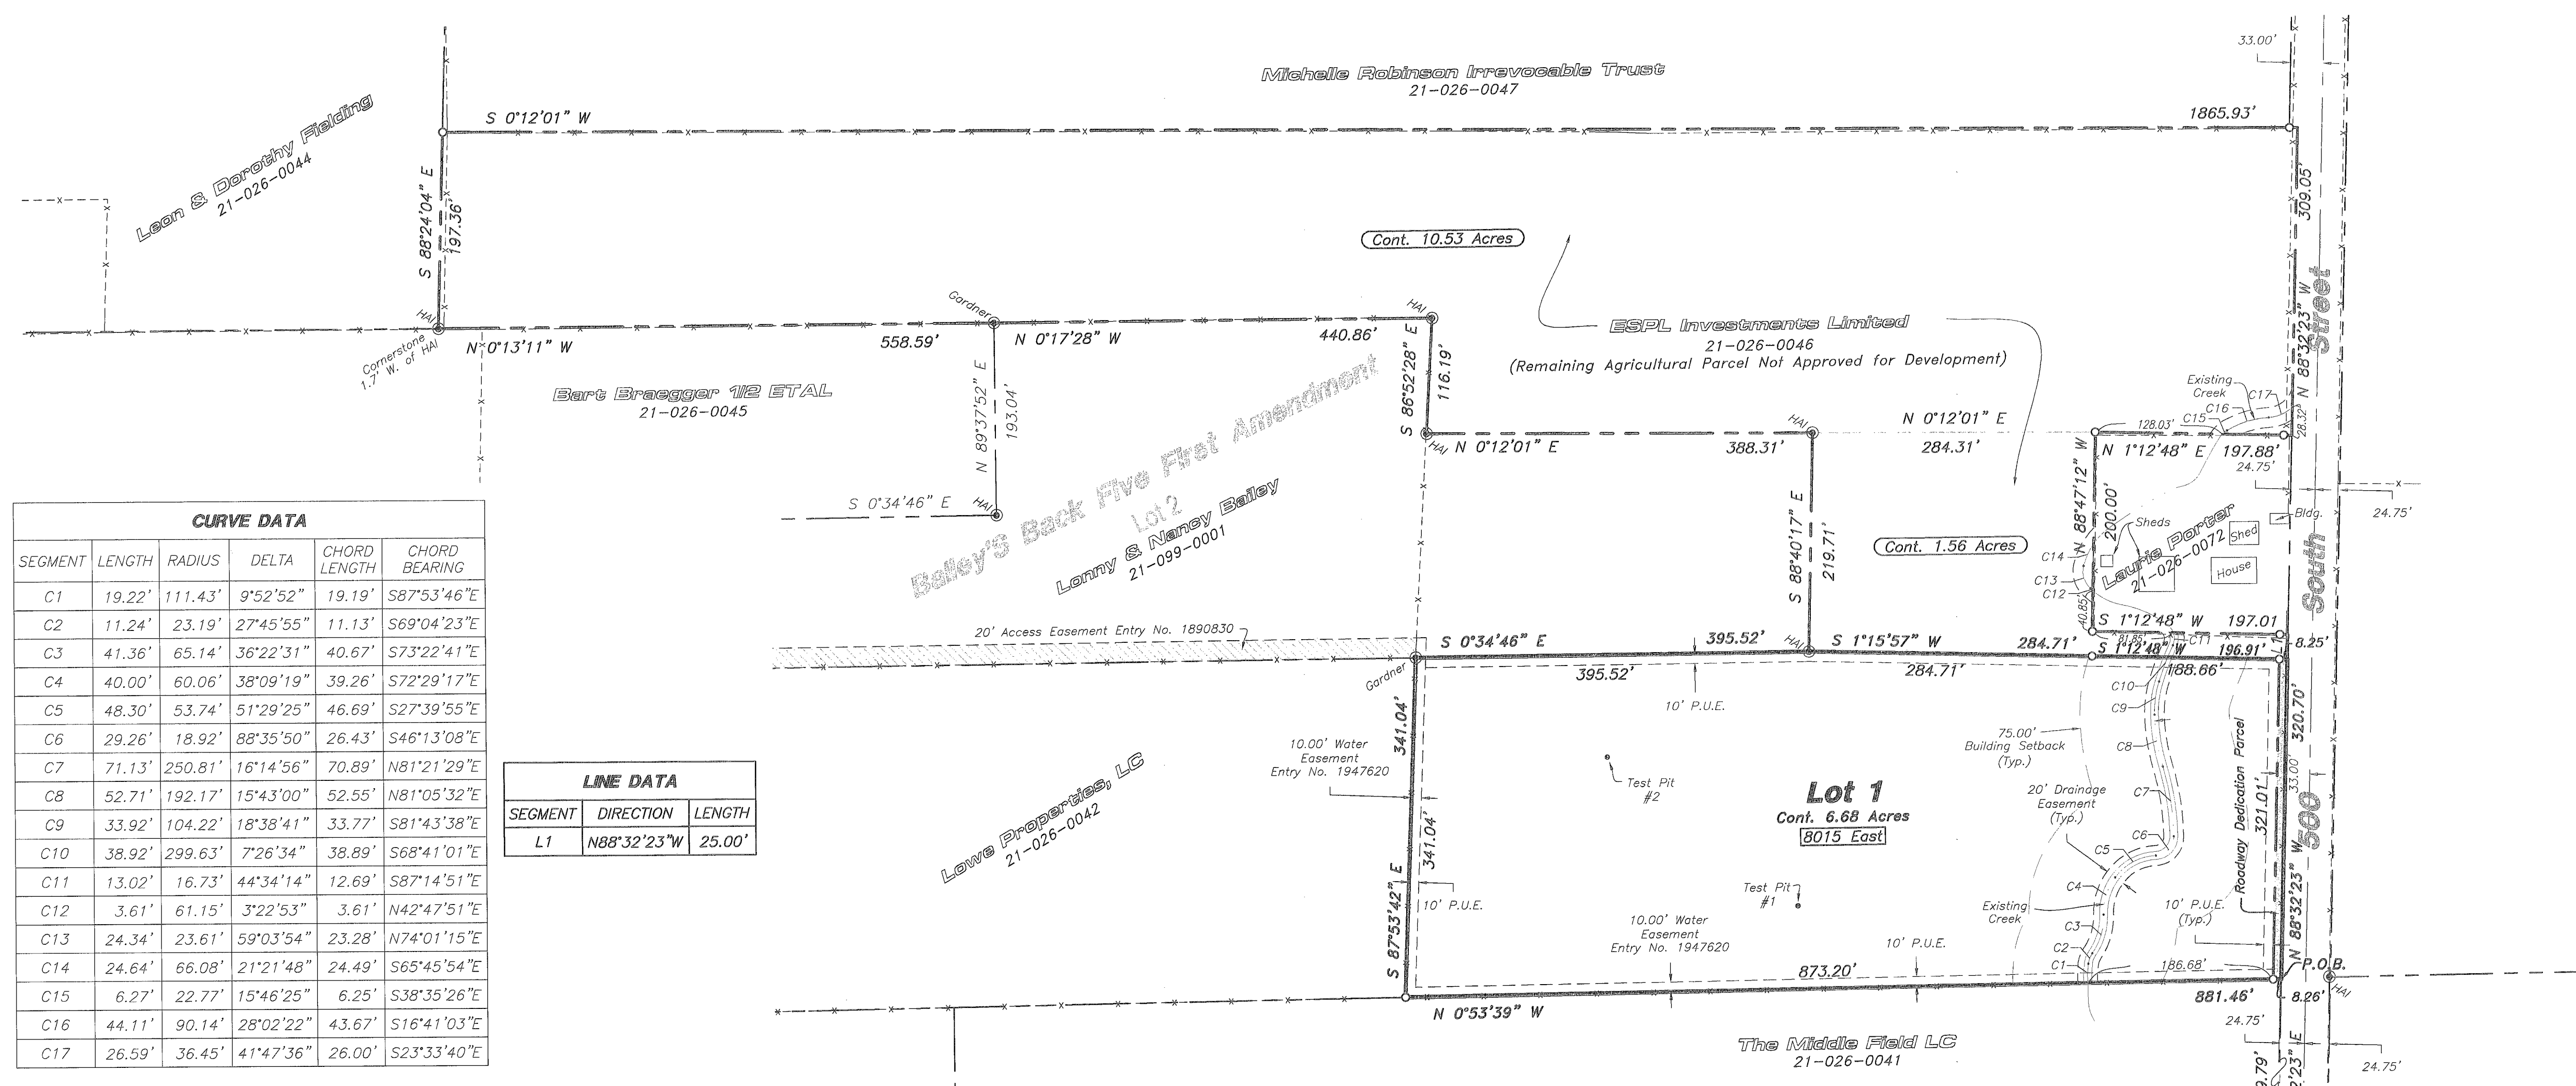 Michelle Robinson Irrevocable Trust
21-026-0047
33.00'
S 0°12'01" W
1865.93'
Leon & Dorothy Fielding
21-026-0044
S 88°24'04" E
197.36'
309.05'
N 88°32'23" W
Cont. 10.53 Acres
HAI
Cornerstone
1.7' W. of HAI
N 0°13'11" W
558.59'
Gardner
N 0°17'28" W
440.86'
HAI
S 86°52'28" E
116.19'
ESPL Investments Limited
21-026-0046
(Remaining Agricultural Parcel Not Approved for Development)
Street
South
500
Bart Braegger 1/2 ETAL
21-026-0045
N 89°37'52" E
193.04'
S 0°34'46" E
HAI
Bailey'S Back Five First Amendment
Lot 2
Lonny & Nancy Bailey
21-099-0001
HAI
N 0°12'01" E
388.31'
HAI
N 0°12'01" E
284.31'
Existing
Creek
C17
C16
C15
28.32'
128.03'
N 1°12'48" E
197.88'
24.75'
24.75'
N 88°47'12" W
200.00'
Sheds
Bldg.
Shed
House
Laurie Porter
21-026-0072
C14
C13
C12
40.85'
S 88°40'17" E
219.71'
Cont. 1.56 Acres
S 1°12'48" W
197.01
81.85'
C11
L1
8.25'
20' Access Easement Entry No. 1890830
S 0°34'46" E
395.52'
HAI
S 1°15'57" W
284.71'
S 1°12'48" W
196.91'
Gardner
395.52'
284.71'
188.66'
10' P.U.E.
C10
C9
C8
C7
C6
C5
C4
C3
C2
C1
341.04'
341.04'
S 87°53'42" E
10.00' Water
Easement
Entry No. 1947620
Test Pit
#2
75.00'
Building Setback
(Typ.)
20' Drainage
Easement
(Typ.)
Roadway Dedication Parcel
321.01'
320.70'
33.00'
N 88°32'23" W
Lot 1
Cont. 6.68 Acres
8015 East
Lowe Properties, LC
21-026-0042
10' P.U.E.
Test Pit
#1
10.00' Water
Easement
Entry No. 1947620
Existing
Creek
10' P.U.E.
(Typ.)
10' P.U.E.
873.20'
186.68'
P.O.B.
HAI
N 0°53'39" W
881.46'
8.26'
24.75'
24.75'
The Middle Field LC
21-026-0041
CURVE DATA
SEGMENT LENGTH RADIUS DELTA CHORD LENGTH CHORD BEARING
C1 19.22' 111.43' 9°52'52" 19.19' S87°53'46"E
C2 11.24' 23.19' 27°45'55" 11.13' S69°04'23"E
C3 41.36' 65.14' 36°22'31" 40.67' S73°22'41"E
C4 40.00' 60.06' 38°09'19" 39.26' S72°29'17"E
C5 48.30' 53.74' 51°29'25" 46.69' S27°39'55"E
C6 29.26' 18.92' 88°35'50" 26.43' S46°13'08"E
C7 71.13' 250.81' 16°14'56" 70.89' N81°21'29"E
C8 52.71' 192.17' 15°43'00" 52.55' N81°05'32"E
C9 33.92' 104.22' 18°38'41" 33.77' S81°43'38"E
C10 38.92' 299.63' 7°26'34" 38.89' S68°41'01"E
C11 13.02' 16.73' 44°34'14" 12.69' S87°14'51"E
C12 3.61' 61.15' 3°22'53" 3.61' N42°47'51"E
C13 24.34' 23.61' 59°03'54" 23.28' N74°01'15"E
C14 24.64' 66.08' 21°21'48" 24.49' S65°45'54"E
C15 6.27' 22.77' 15°46'25" 6.25' S38°35'26"E
C16 44.11' 90.14' 28°02'22" 43.67' S16°41'03"E
C17 26.59' 36.45' 41°47'36" 26.00' S23°33'40"E
LINE DATA
SEGMENT DIRECTION LENGTH
L1 N88°32'23"W 25.00'